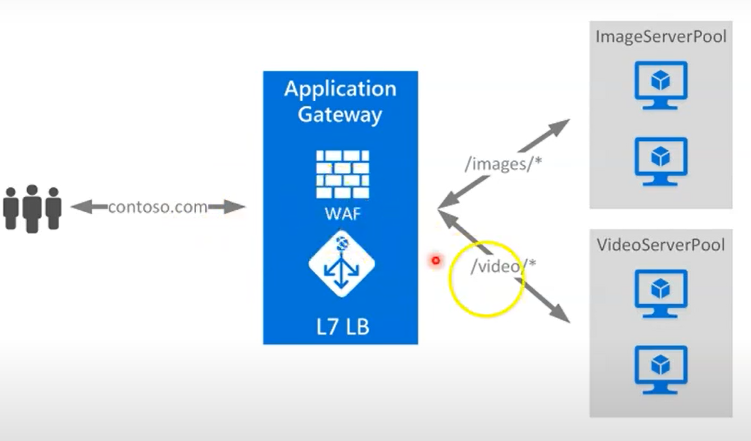 ImageServerPool
Application
Gateway
/images/*
contoso.com
WAF
VideoServerPool
/video/*
L7 LB